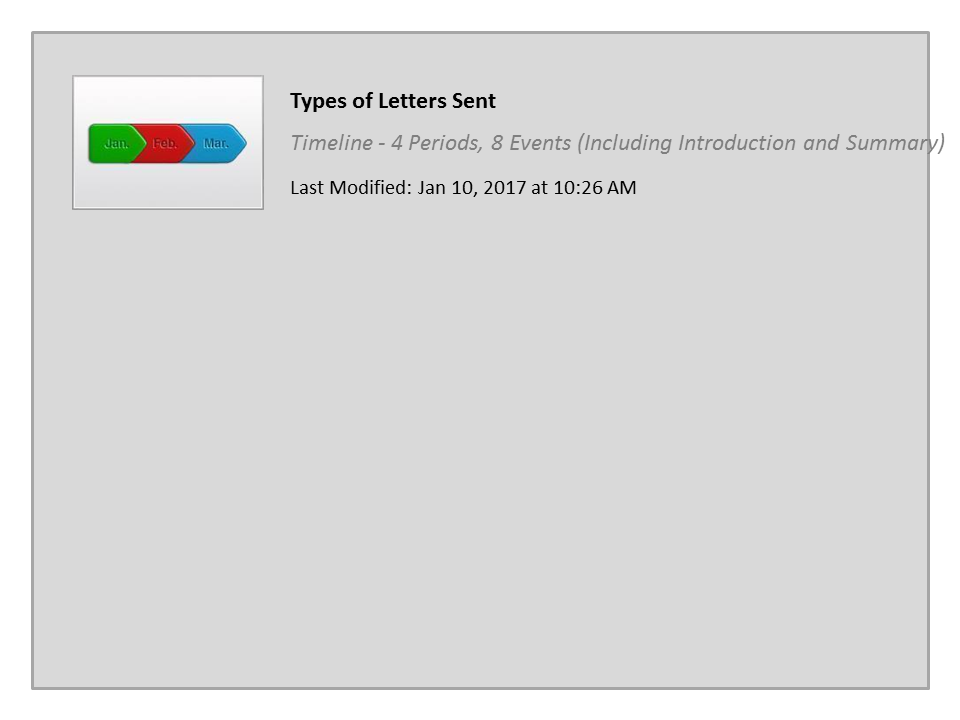 Types of Letters Sent
Timeline - 4 Periods, 8 Events (Including Introduction and Summary)
Jan. Feb. Mar.
Last Modified: Jan 10, 2017 at 10:26 AM